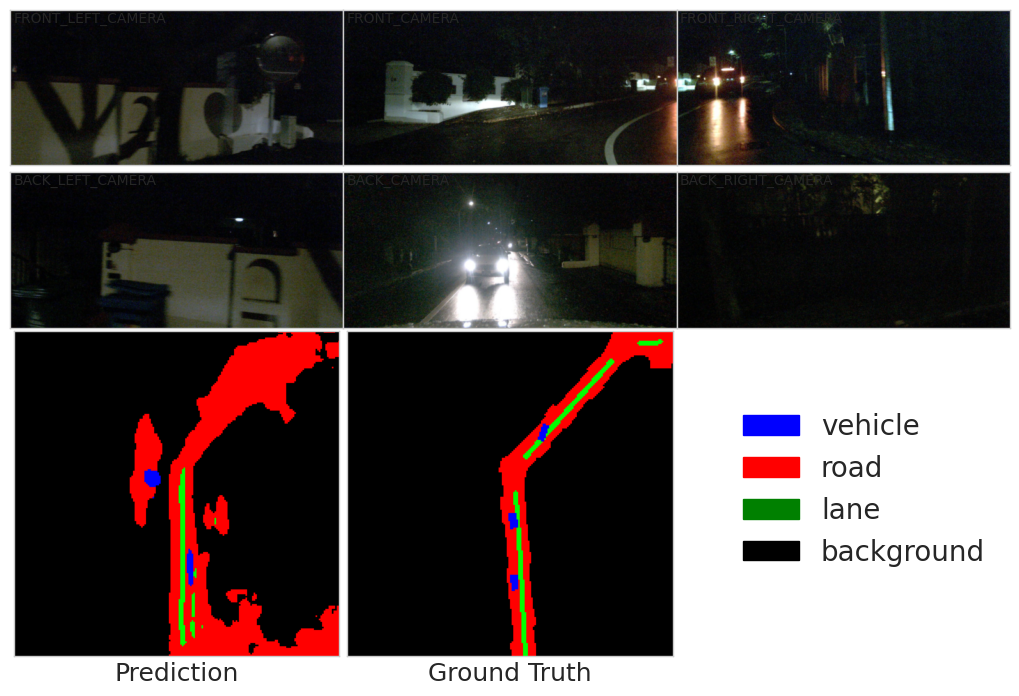 FRONT_LEFT_CAMERA
FRONT_CAMERA
FRONT_RIGHT_CAMERA
BACK_LEFT_CAMERA
BACK_CAMERA
BACK_RIGHT_CAMERA
vehicle
road
lane
background
Prediction
Ground Truth